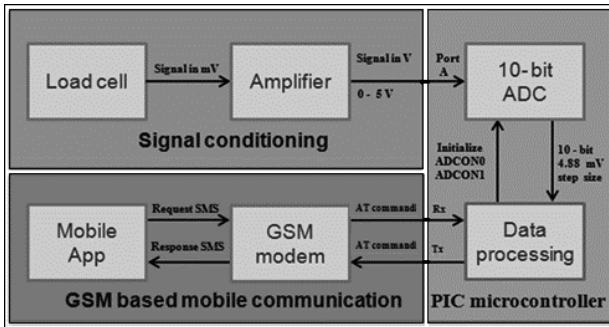 Load cell
Signal in mV
Amplifier
Signal in V
0 - 5 V
Port
A
10-bit
ADC
Signal conditioning
Initialize
ADCON0
ADCON1
10 - bit
4.88 mV
step size
Mobile
App
Request SMS
Response SMS
GSM
modem
AT command
Rx
AT command
Tx
Data
processing
GSM based mobile communication
PIC microcontroller